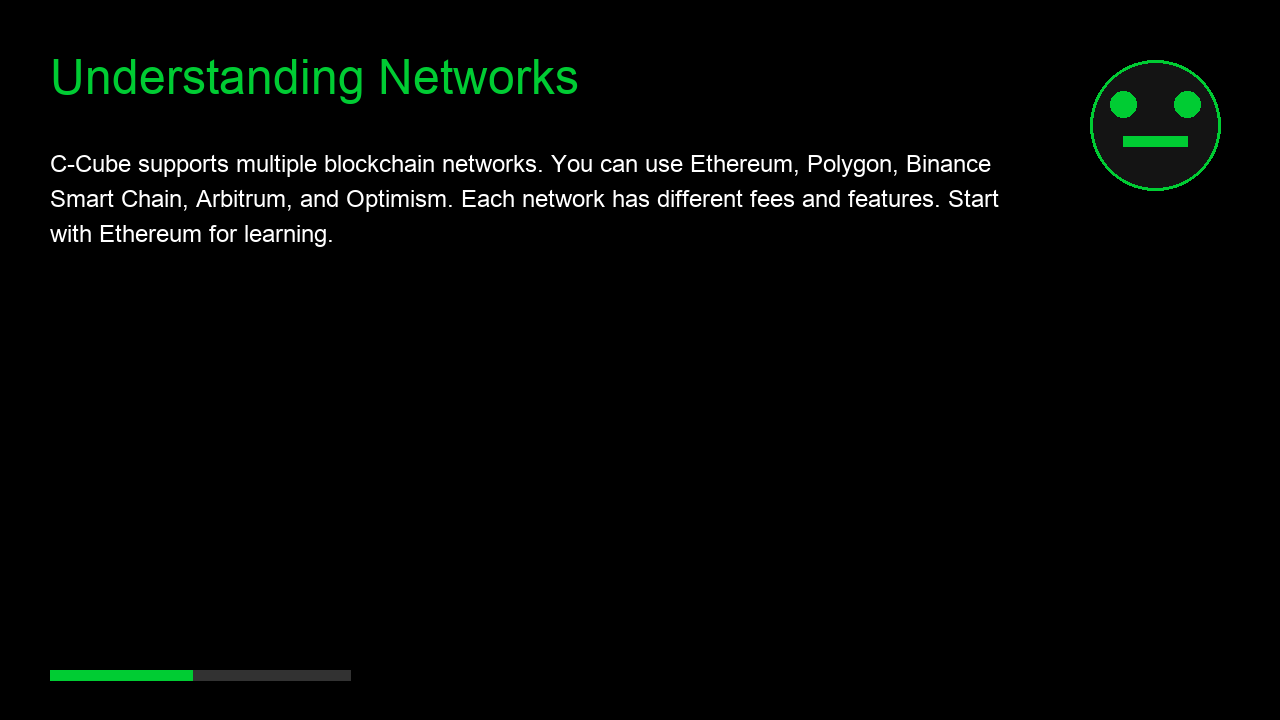 Understanding Networks
C-Cube supports multiple blockchain networks. You can use Ethereum, Polygon, Binance
Smart Chain, Arbitrum, and Optimism. Each network has different fees and features. Start
with Ethereum for learning.